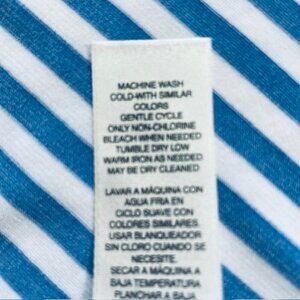 MACHINE WASH
COLD-WITH SIMILAR
COLORS
GENTLE CYCLE
ONLY NON-CHLORINE
BLEACH WHEN NEEDED
TUMBLE DRY LOW
WARM IRON AS NEEDED
MAY BE DRY CLEANED
LAVAR A MÁQUINA CON
AGUA FRIA EN
CICLO SUAVE CON
COLORES SIMILARES.
USAR BLANQUEADOR
SIN CLORO CUANDO SE
NECESITE.
SECAR A MÁQUINA A
BAJA TEMPERATURA
PLANCHAR A BAJA